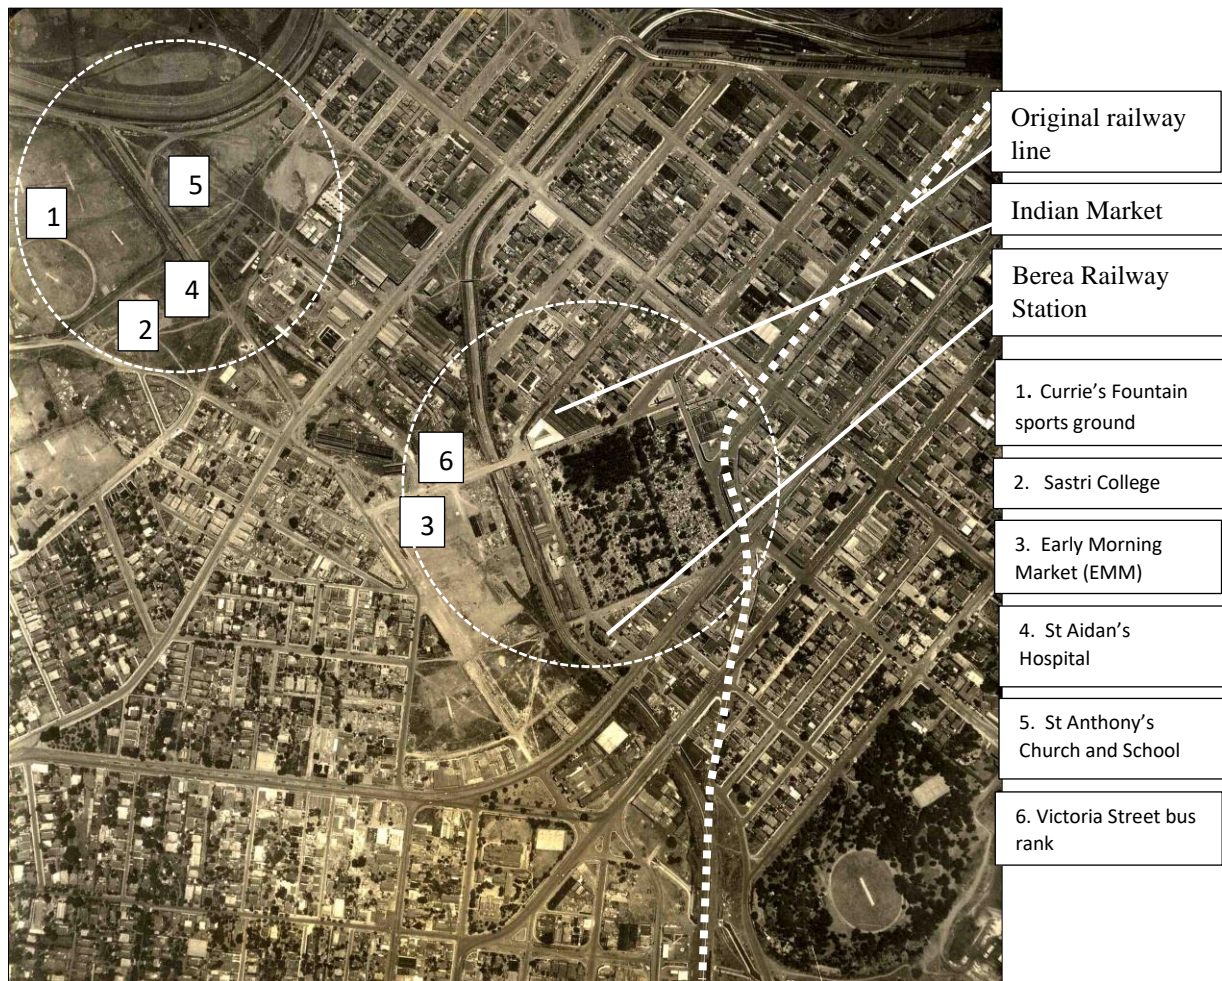 Original railway
line
Indian Market
Berea Railway
Station
1. Currie’s Fountain
sports ground
2. Sastri College
3. Early Morning
Market (EMM)
4. St Aidan’s
Hospital
5. St Anthony’s
Church and School
6. Victoria Street bus
rank
5
1
4
2
6
3